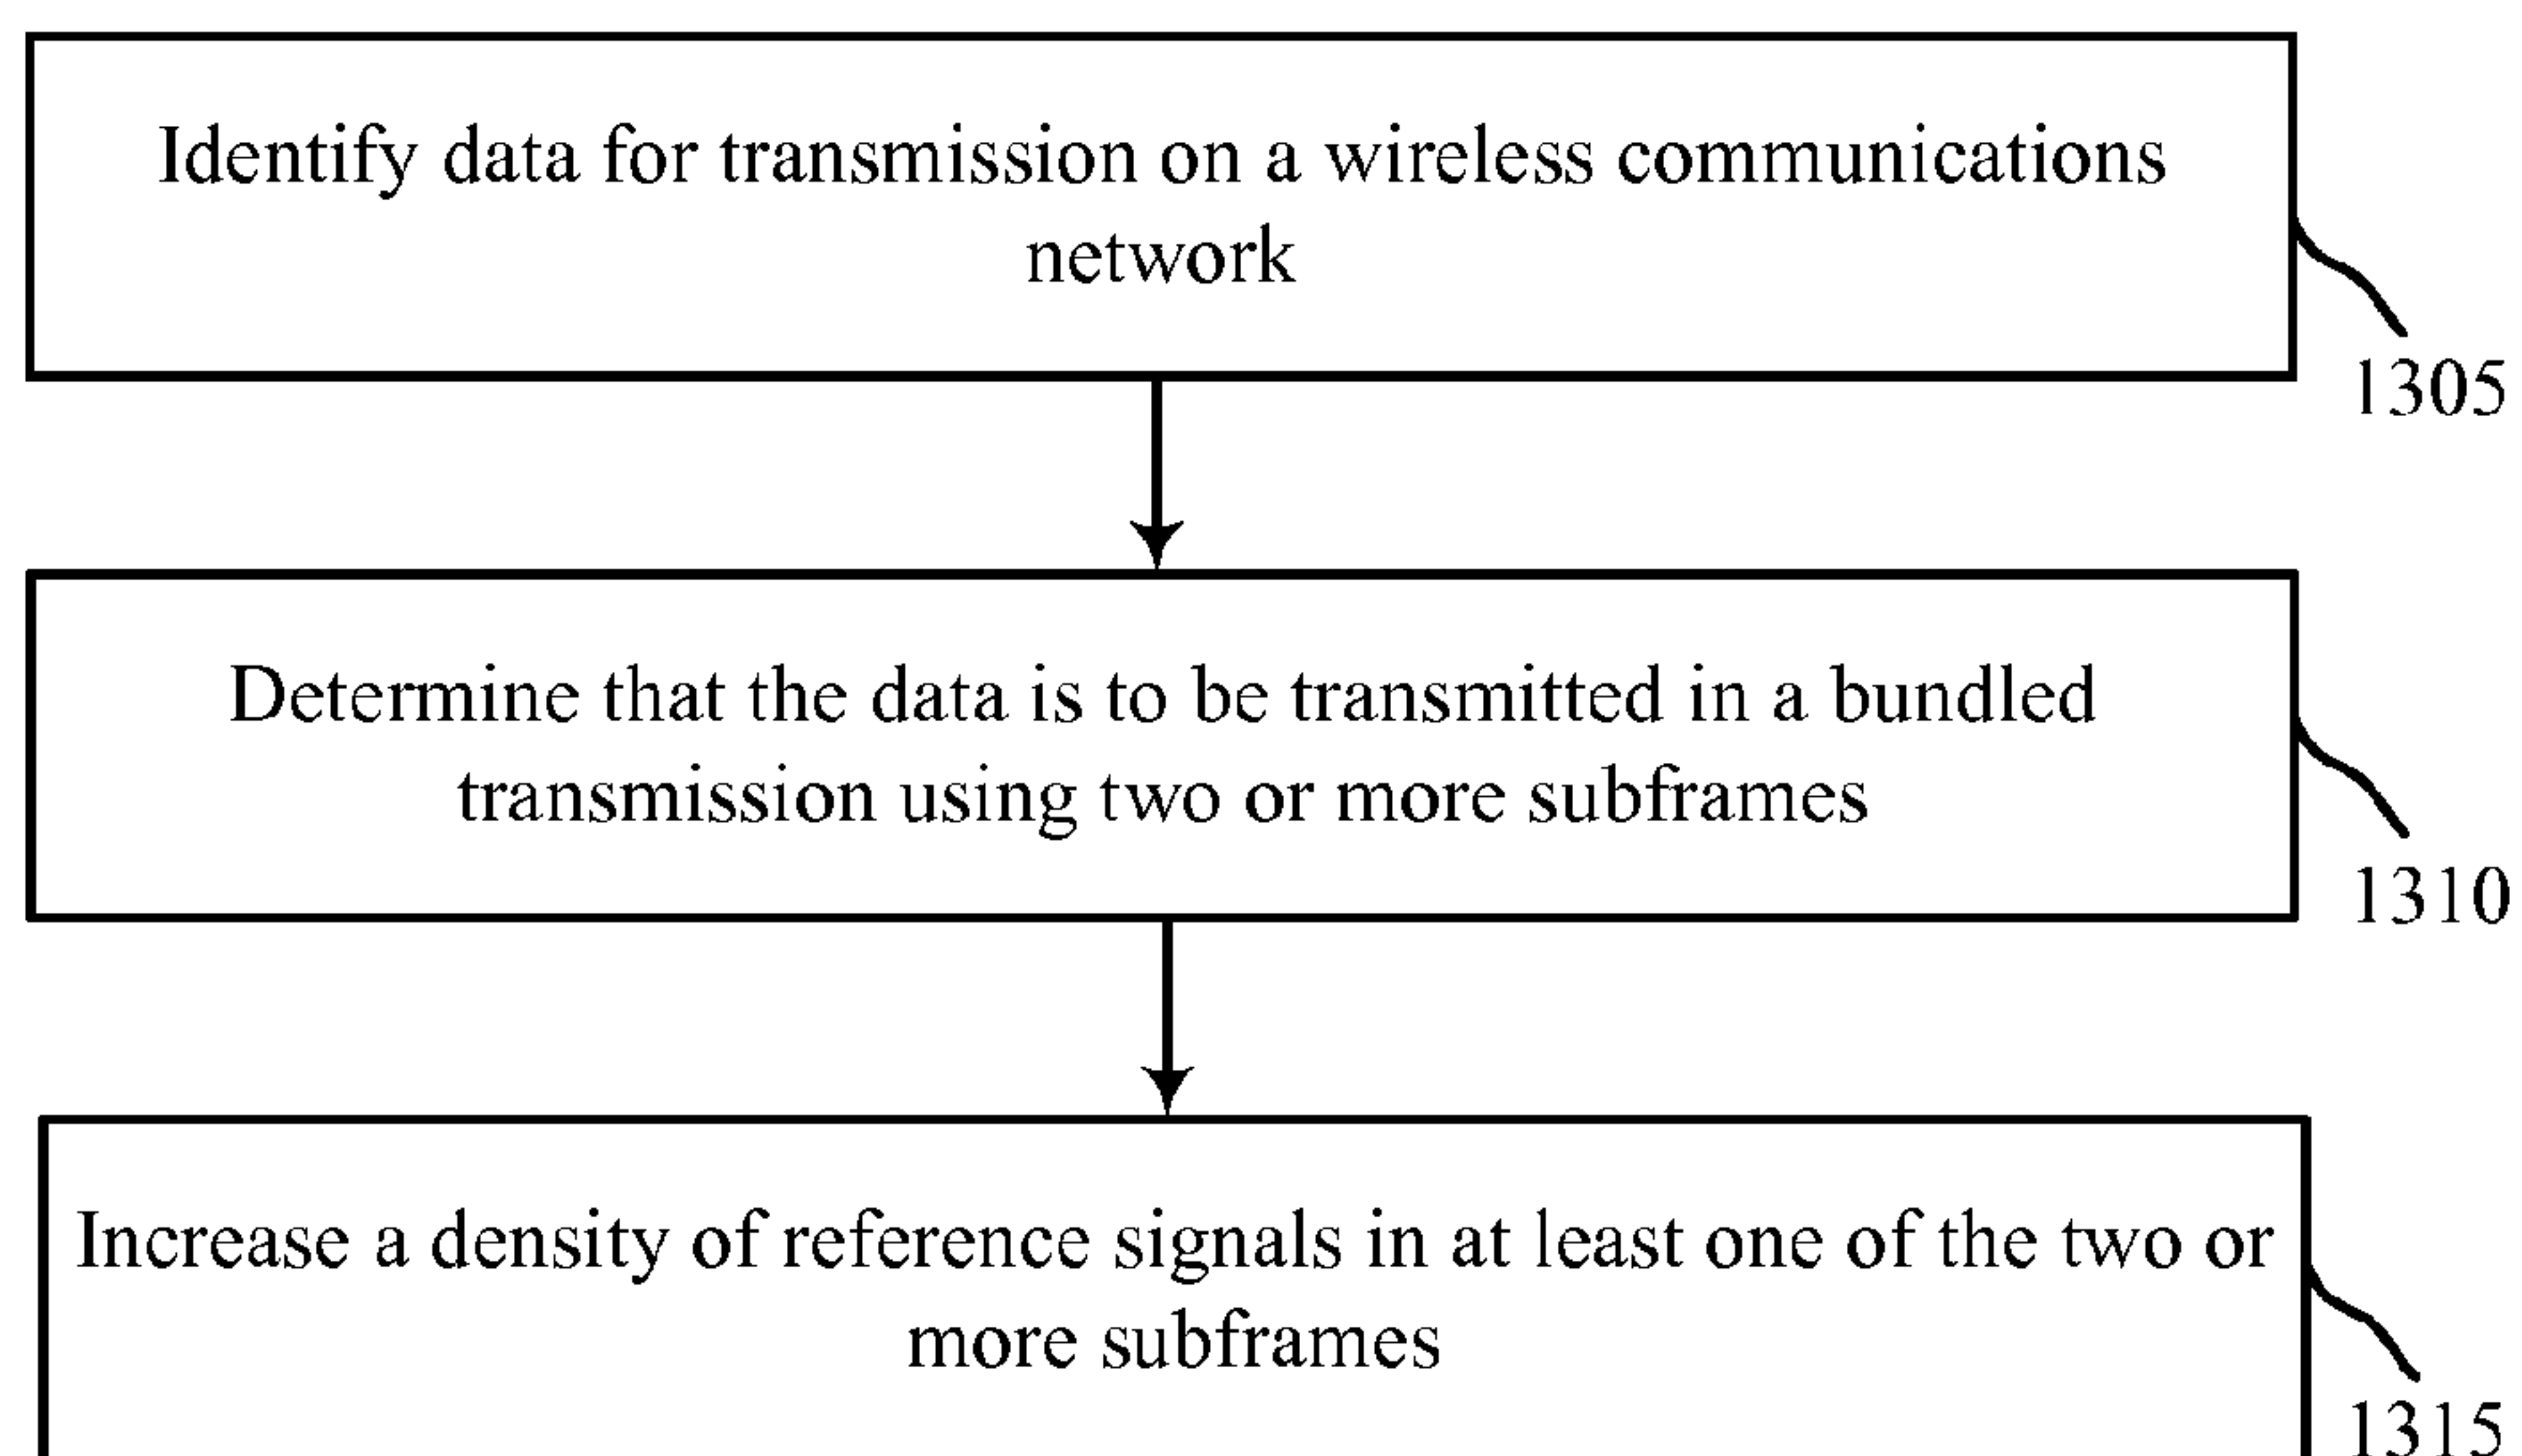 Identify data for transmission on a wireless communications
network
1305
Determine that the data is to be transmitted in a bundled
transmission using two or more subframes
1310
Increase a density of reference signals in at least one of the two or
more subframes
1315